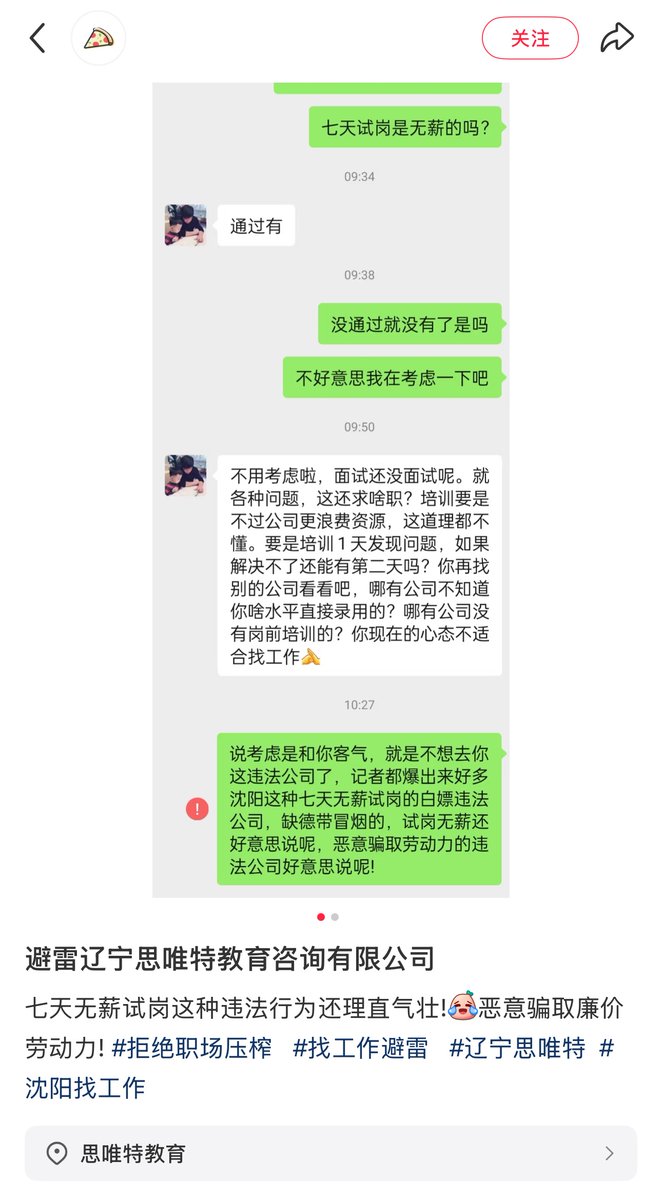 关注
七天试岗是无薪的吗?
09:34
通过有
09:38
没通过就没有了是吗
不好意思我在考虑一下吧
09:50
不用考虑啦，面试还没面试呢。就
各种问题，这还求啥职？培训要是
不过公司更浪费资源，这道理都不
懂。要是培训1天发现问题，如果
解决不了还能有第二天吗？你再找
别的公司看看吧，哪有公司不知道
你啥水平直接录用的？哪有公司没
有岗前培训的？你现在的心态不适
合找工作
10:27
说考虑是和你客气，就是不想去你
这违法公司了，记者都爆出来好多
沈阳这种七天无薪试岗的白嫖违法
公司，缺德带冒烟的，试岗无薪还
好意思说呢，恶意骗取劳动力的违
法公司好意思说呢!
避雷辽宁思唯特教育咨询有限公司
七天无薪试岗这种违法行为还理直气壮!恶意骗取廉价
劳动力! #拒绝职场压榨 #找工作避雷 #辽宁思唯特 #
沈阳找工作
思唯特教育